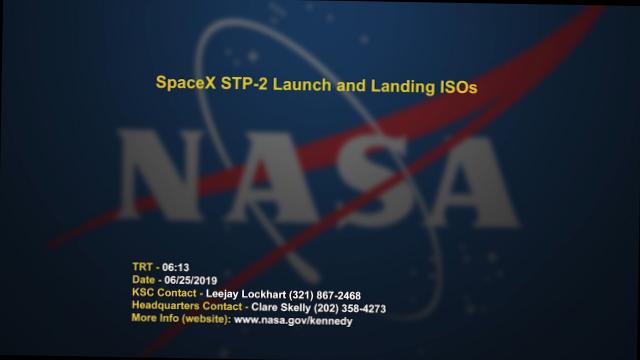 SpaceX STP-2 Launch and Landing ISOs
NASA
TRT - 06:13
Date - 06/25/2019
KSC Contact - Leejay Lockhart (321) 867-2468
Headquarters Contact - Clare Skelly (202) 358-4273
More Info (website): www.nasa.gov/kennedy